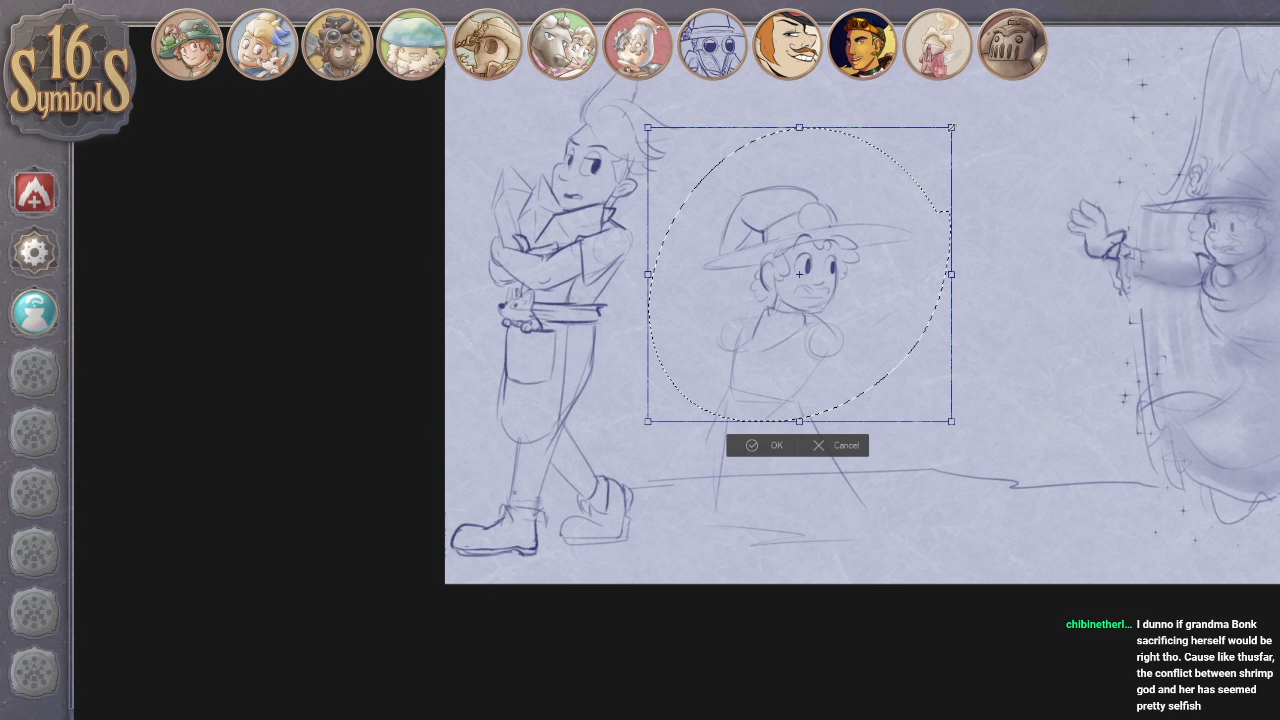 16
Symbols
OK
Cancel
chibinetherl... I dunno if grandma Bonk
sacrificing herself would be
right tho. Cause like thusfar,
the conflict between shrimp
god and her has seemed
pretty selfish